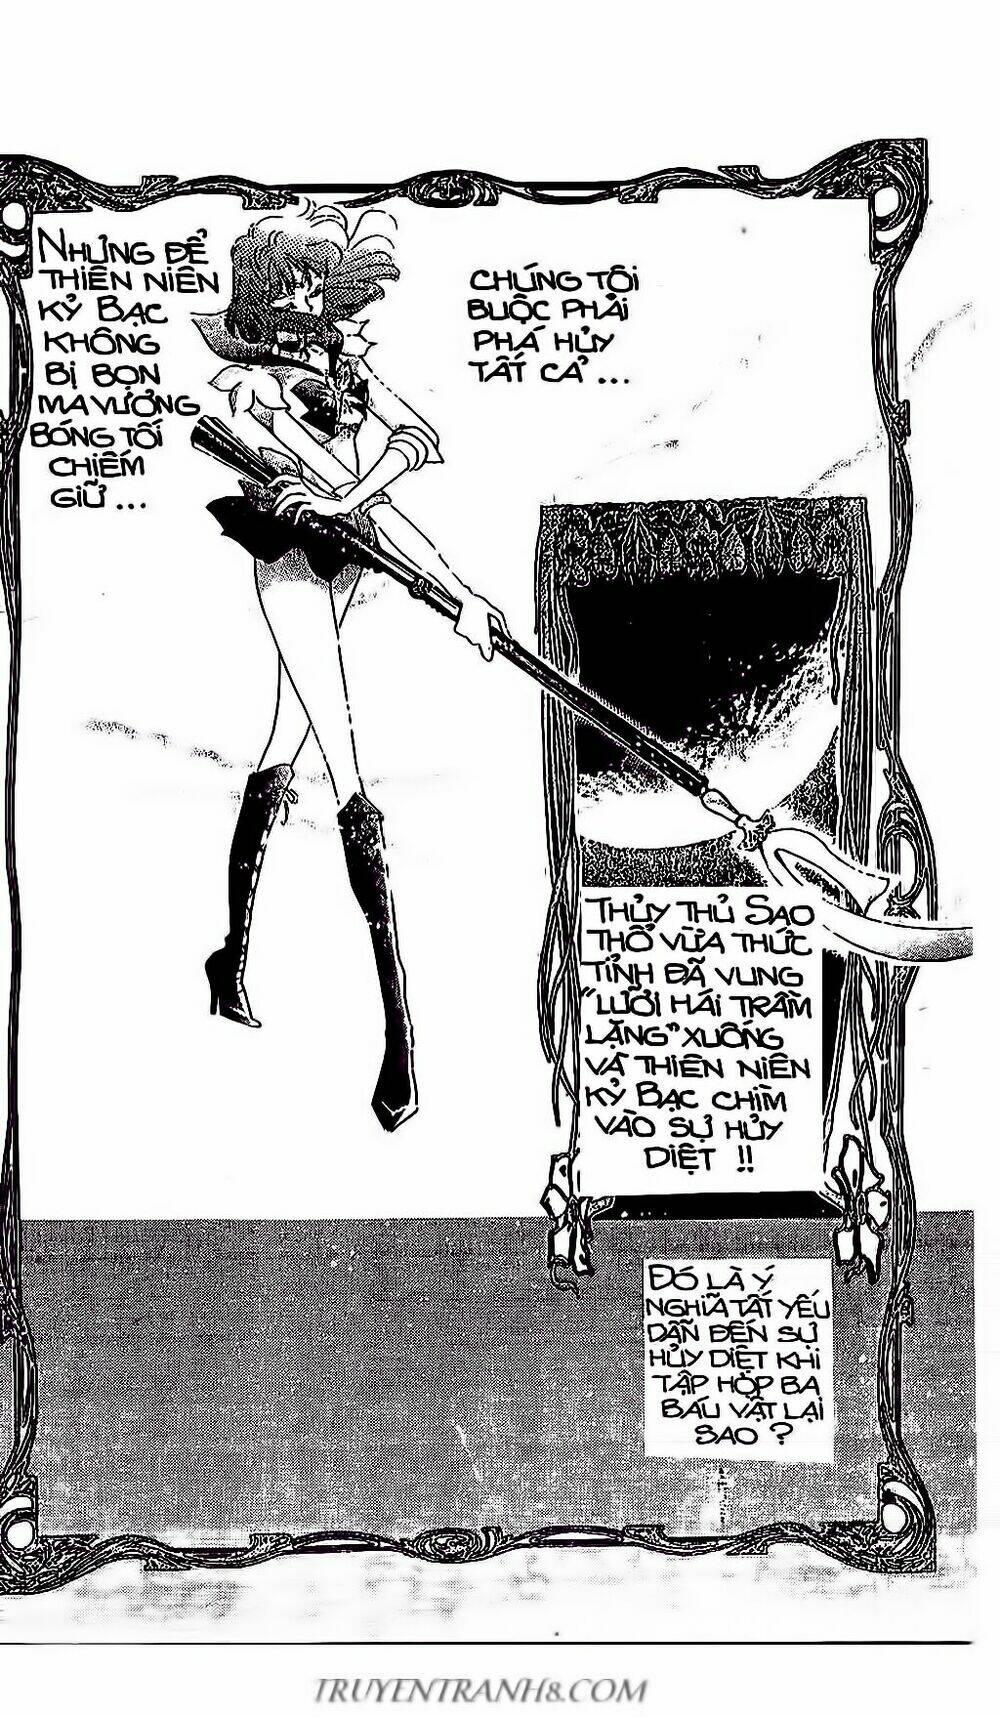 NHƯNG ĐỂ
THIÊN NIÊN
KỶ BẠC
KHÔNG
BỊ BỌN
MA VƯƠNG
BÓNG TỐI
CHIẾM
GIỮ ...
CHÚNG TÔI
BUỘC PHẢI
PHÁ HỦY
TẤT CẢ ...
THỦY THỦ SAO
THỔ VỪA THỨC
TỈNH ĐÃ VUNG
"LƯỠI HÁI TRẦM
LẶNG" XUỐNG
VÀ THIÊN NIÊN
KỶ BẠC CHÌM
VÀO SỰ HỦY
DIỆT !!
ĐÓ LÀ Ý
NGHĨA TẤT YẾU
DẪN ĐẾN SỰ
HỦY DIỆT KHI
TẬP HỢP BA
BÁU VẬT LẠI
SAO ?
TRUYENTRANH8.COM